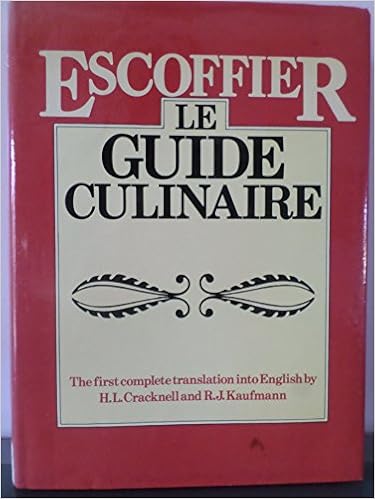 ESCOFFIER
LE
GUIDE
CULINAIRE
The first complete translation into English by
H.L. Cracknell and R.J. Kaufmann